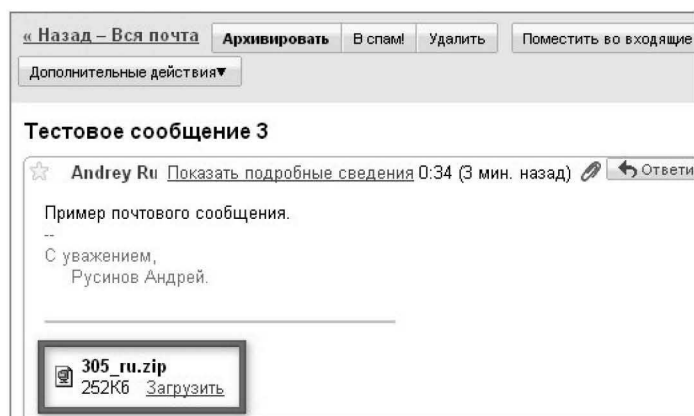 « Назад – Вся почта Архивировать В спам! Удалить Поместить во входящие
Дополнительные действия▼
Тестовое сообщение 3
Andrey Ru Показать подробные сведения 0:34 (3 мин. назад) Ответи
Пример почтового сообщения.
--
С уважением,
Русинов Андрей.
305_ru.zip
252Кб Загрузить